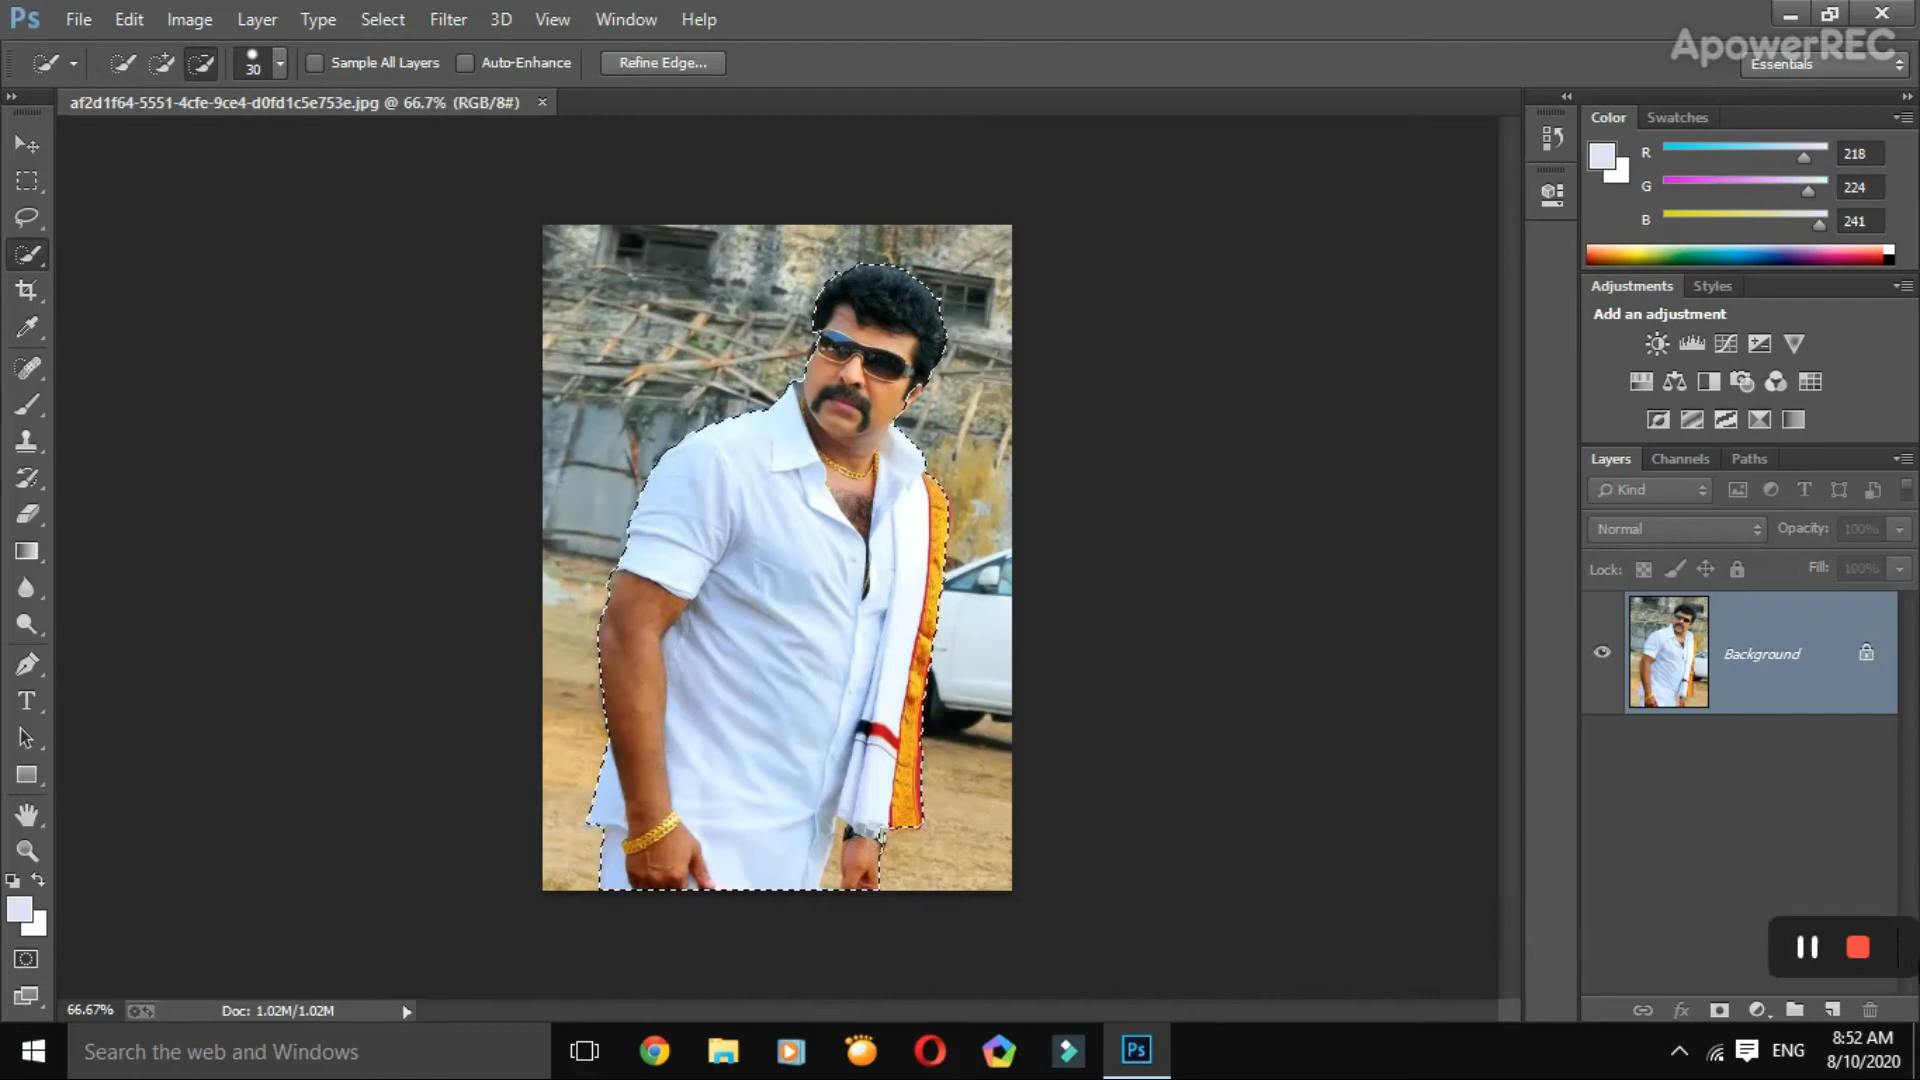 Ps File Edit Image Layer Type Select Filter 3D View Window Help
ApowerREC
30 Sample All Layers Auto-Enhance Refine Edge... Essentials
af2d1f64-5551-4cfe-9ce4-d0fd1c5e753e.jpg @ 66.7% (RGB/8#) ×
Color Swatches
R 218
G 224
B 241
Adjustments Styles
Add an adjustment
Layers Channels Paths
Kind
Normal Opacity: 100%
Lock: Fill: 100%
Background
66.67% Doc: 1.02M/1.02M
Search the web and Windows
Ps
ENG
8:52 AM
8/10/2020